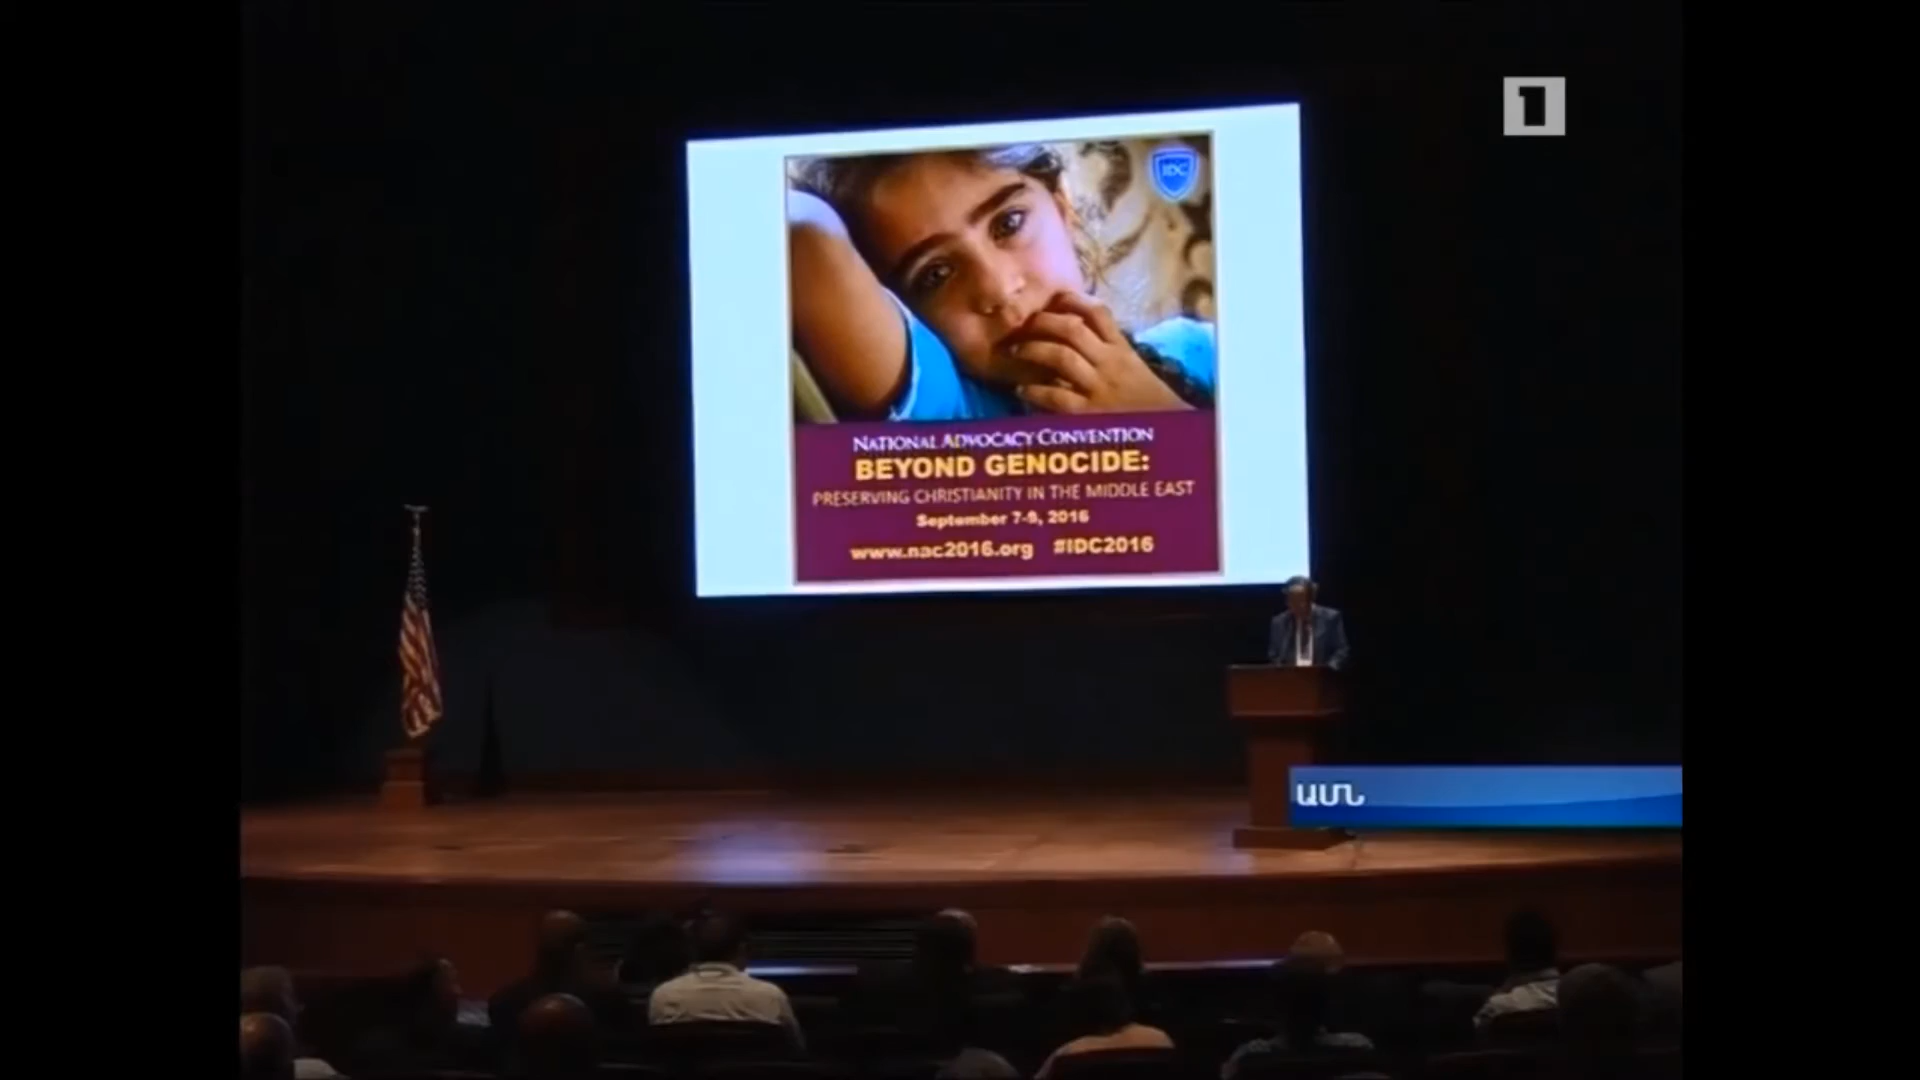 1
IDC
NATIONAL ADVOCACY CONVENTION
BEYOND GENOCIDE:
PRESERVING CHRISTIANITY IN THE MIDDLE EAST
September 7-9, 2016
www.nac2016.org #IDC2016
ԱՄՆ